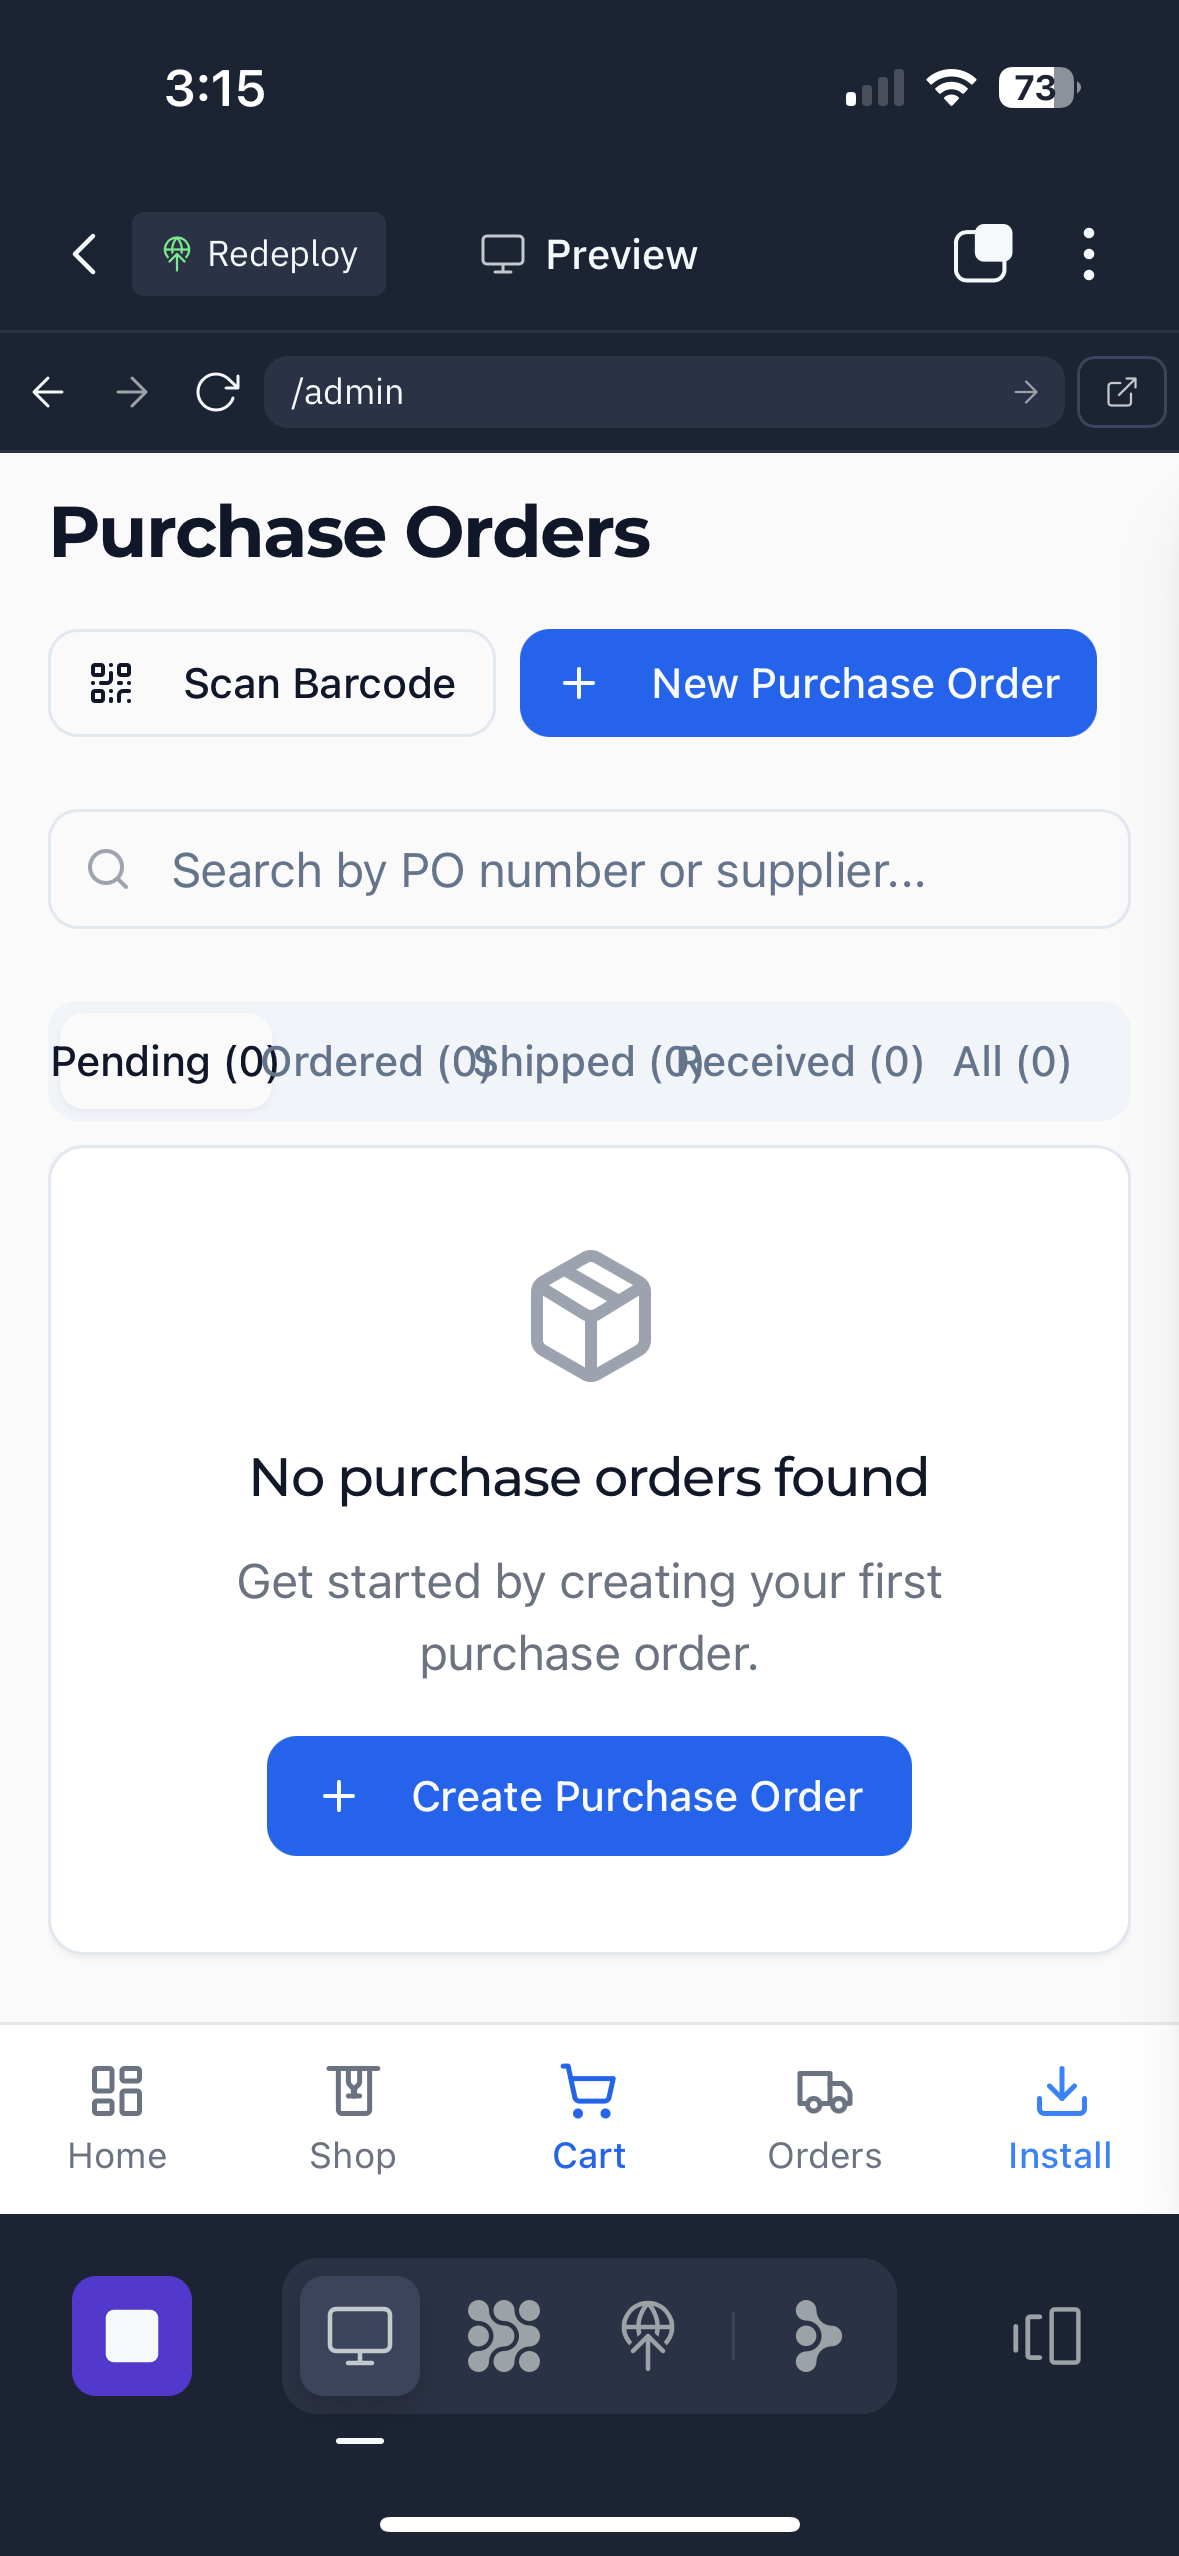 3:15
73
Redeploy
Preview
/admin
Purchase Orders
Scan Barcode
New Purchase Order
Search by PO number or supplier...
Pending (0) Ordered (0) Shipped (0) Received (0) All (0)
No purchase orders found
Get started by creating your first
purchase order.
Create Purchase Order
Home Shop Cart Orders Install